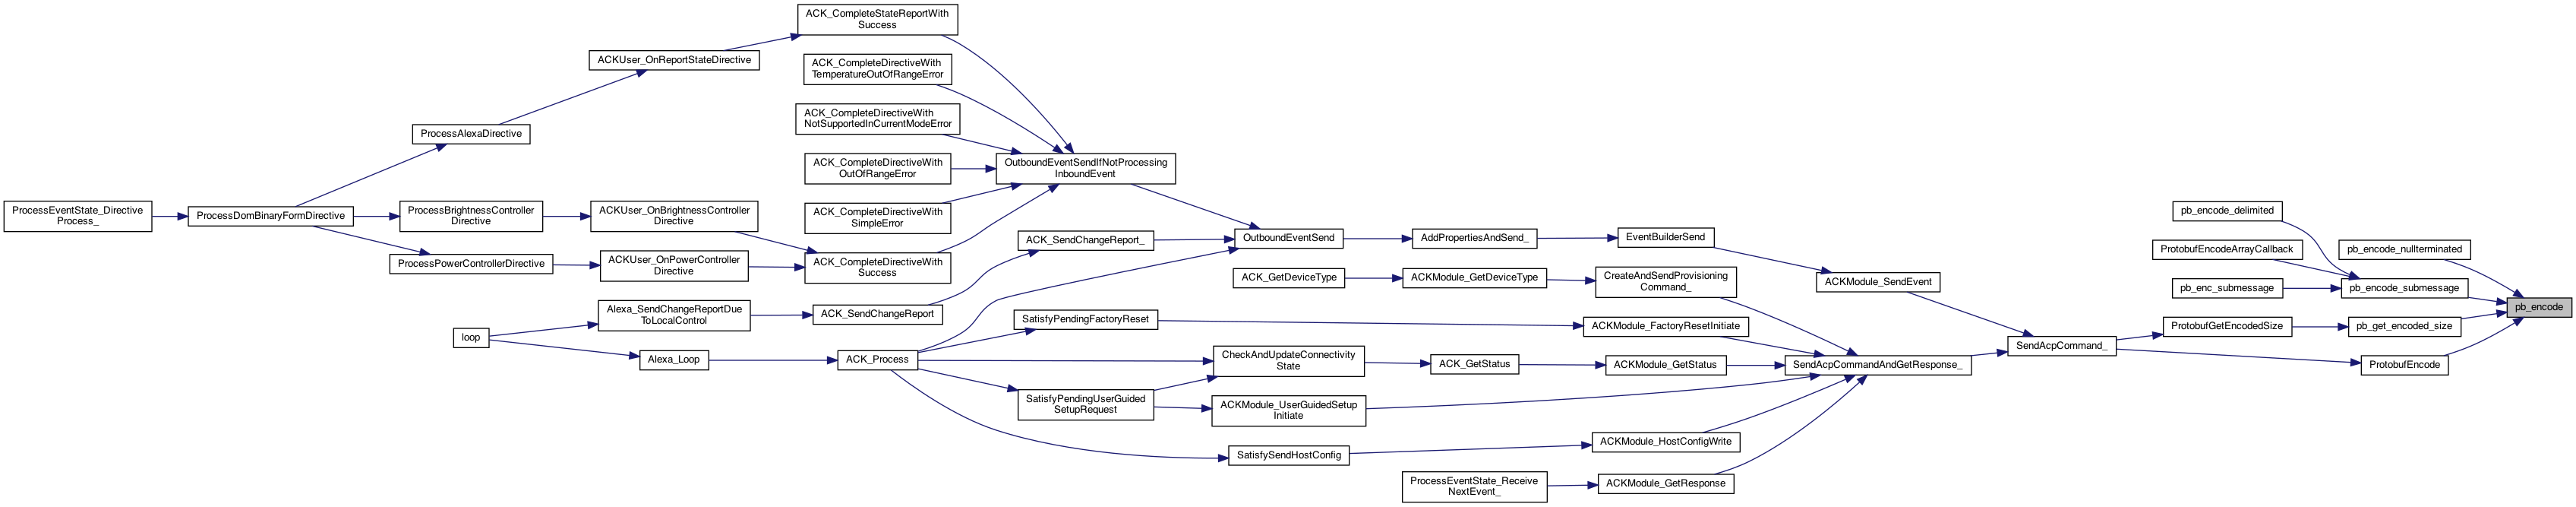 ACK_CompleteStateReportWith
Success
ACKUser_OnReportStateDirective
ACK_CompleteDirectiveWith
TemperatureOutOfRangeError
ACK_CompleteDirectiveWith
NotSupportedInCurrentModeError
ProcessAlexaDirective
OutboundEventSendIfNotProcessing
InboundEvent
ACK_CompleteDirectiveWith
OutOfRangeError
ProcessEventState_Directive
Process_
ProcessDomBinaryFormDirective
ProcessBrightnessController
Directive
ACKUser_OnBrightnessController
Directive
ACK_CompleteDirectiveWith
SimpleError
pb_encode_delimited
ACK_SendChangeReport_
OutboundEventSend
AddPropertiesAndSend_
EventBuilderSend
ProtobufEncodeArrayCallback
pb_encode_nullterminated
ProcessPowerControllerDirective
ACKUser_OnPowerController
Directive
ACK_CompleteDirectiveWith
Success
ACK_GetDeviceType
ACKModule_GetDeviceType
CreateAndSendProvisioning
Command_
ACKModule_SendEvent
pb_enc_submessage
pb_encode_submessage
pb_encode
Alexa_SendChangeReportDue
ToLocalControl
ACK_SendChangeReport
SatisfyPendingFactoryReset
ACKModule_FactoryResetInitiate
ProtobufGetEncodedSize
pb_get_encoded_size
loop
Alexa_Loop
ACK_Process
CheckAndUpdateConnectivity
State
ACK_GetStatus
ACKModule_GetStatus
SendAcpCommandAndGetResponse_
SendAcpCommand_
ProtobufEncode
SatisfyPendingUserGuided
SetupRequest
ACKModule_UserGuidedSetup
Initiate
SatisfySendHostConfig
ACKModule_HostConfigWrite
ProcessEventState_Receive
NextEvent_
ACKModule_GetResponse